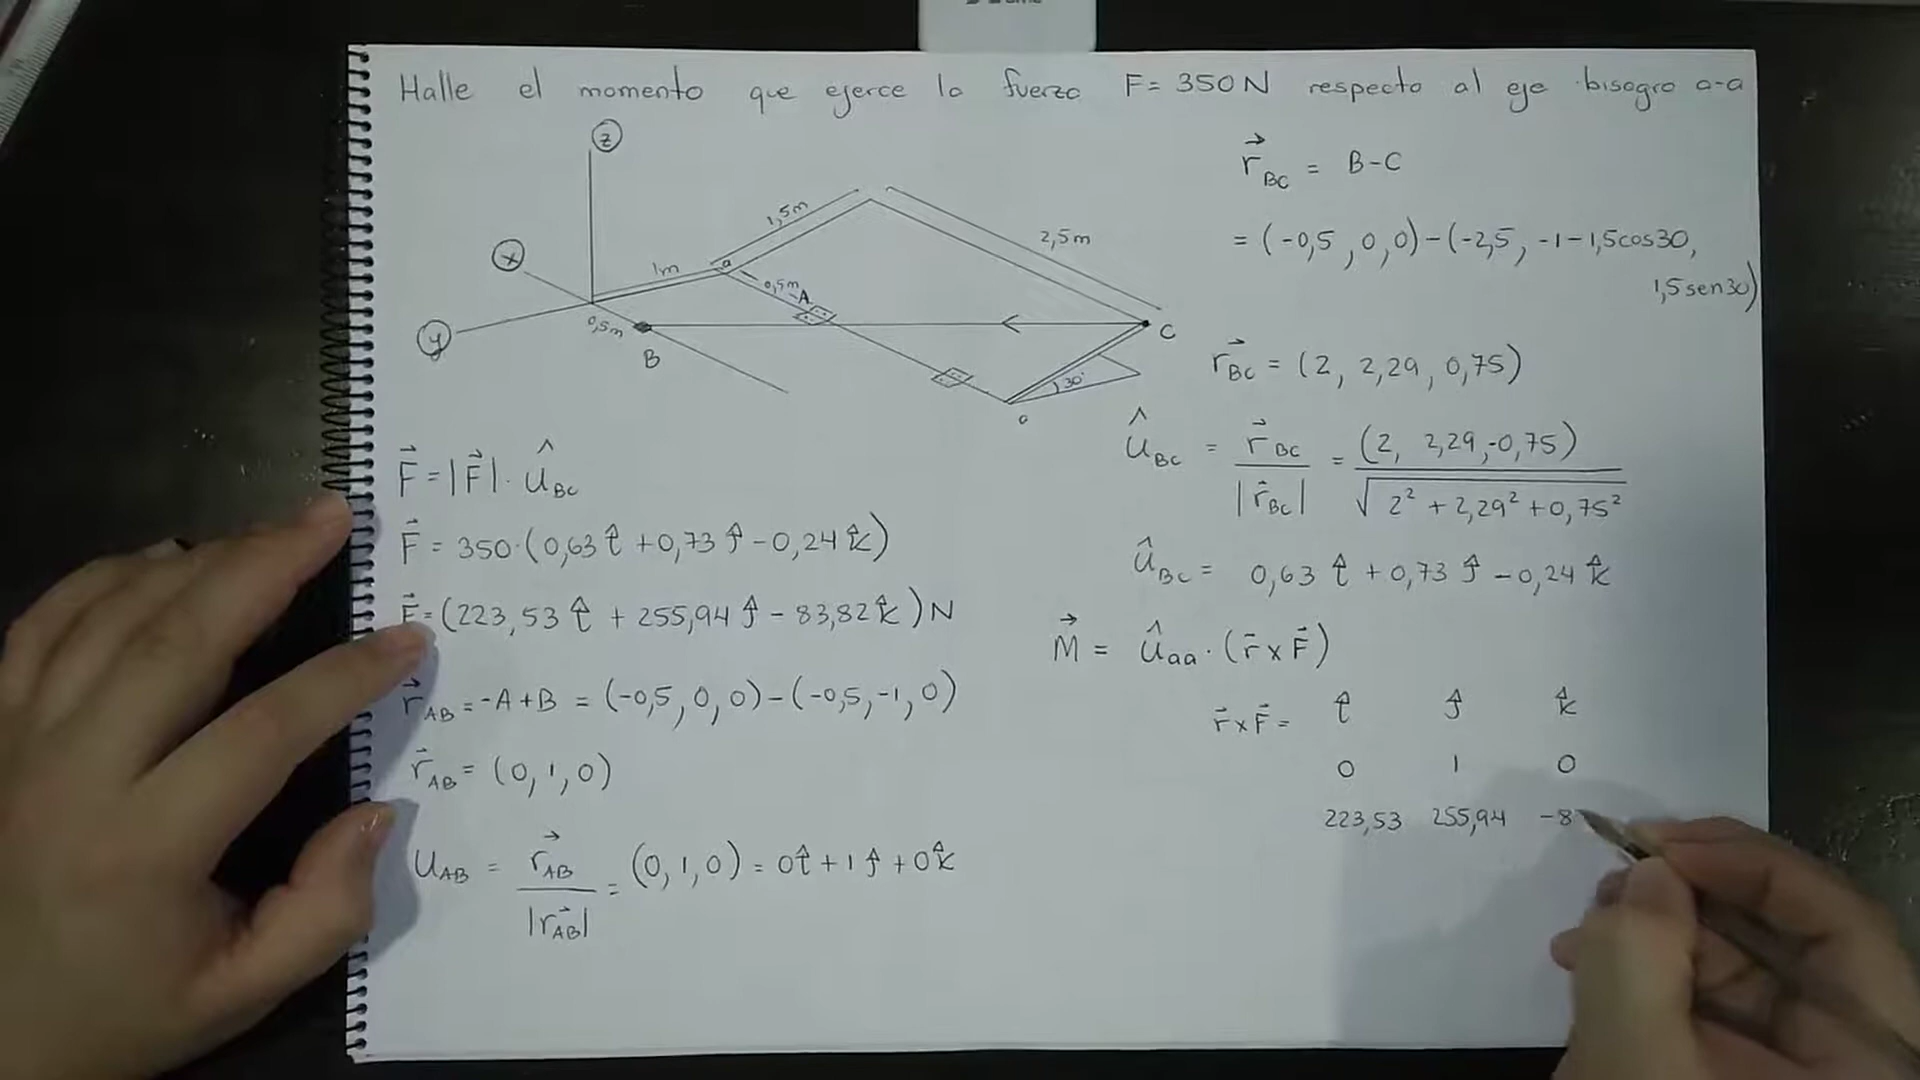 Halle el momento que ejerce la fuerza F= 350N respecto al eje bisagra a-a
z
x
y
1m
1,5m
2,5m
a
0,5m
A
0,5m
B
C
30°
a
r⃗BC = B-C
= (-0,5, 0, 0) - (-2,5, -1-1,5cos30,
1,5sen30)
r⃗BC = (2, 2,29, 0,75)
ûBC = r⃗BC / |r⃗BC| = (2, 2,29, -0,75) / √2² + 2,29² + 0,75²
ûBC = 0,63 î + 0,73 ĵ - 0,24 k̂
M⃗ = ûaa · (r⃗ x F⃗)
r⃗ x F⃗ = î ĵ k̂
0 1 0
223,53 255,94 -8
F⃗ = |F⃗| · ûBC
F⃗ = 350·(0,63 î + 0,73 ĵ - 0,24 k̂)
F⃗ = (223,53 î + 255,94 ĵ - 83,82 k̂) N
r⃗AB = -A+B = (-0,5, 0, 0) - (-0,5, -1, 0)
r⃗AB = (0, 1, 0)
UAB = r⃗AB / |r⃗AB| = (0, 1, 0) = 0î + 1ĵ + 0k̂